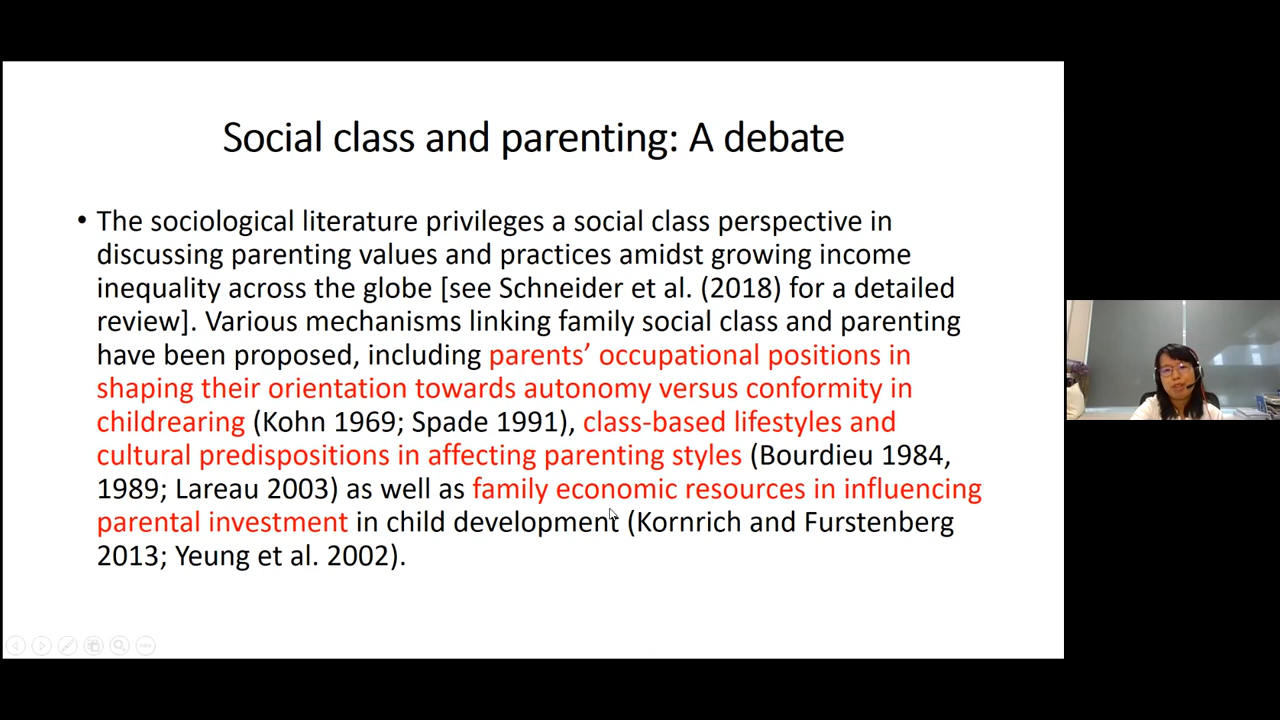 Social class and parenting: A debate
• The sociological literature privileges a social class perspective in
discussing parenting values and practices amidst growing income
inequality across the globe [see Schneider et al. (2018) for a detailed
review]. Various mechanisms linking family social class and parenting
have been proposed, including parents’ occupational positions in
shaping their orientation towards autonomy versus conformity in
childrearing (Kohn 1969; Spade 1991), class-based lifestyles and
cultural predispositions in affecting parenting styles (Bourdieu 1984,
1989; Lareau 2003) as well as family economic resources in influencing
parental investment in child development (Kornrich and Furstenberg
2013; Yeung et al. 2002).